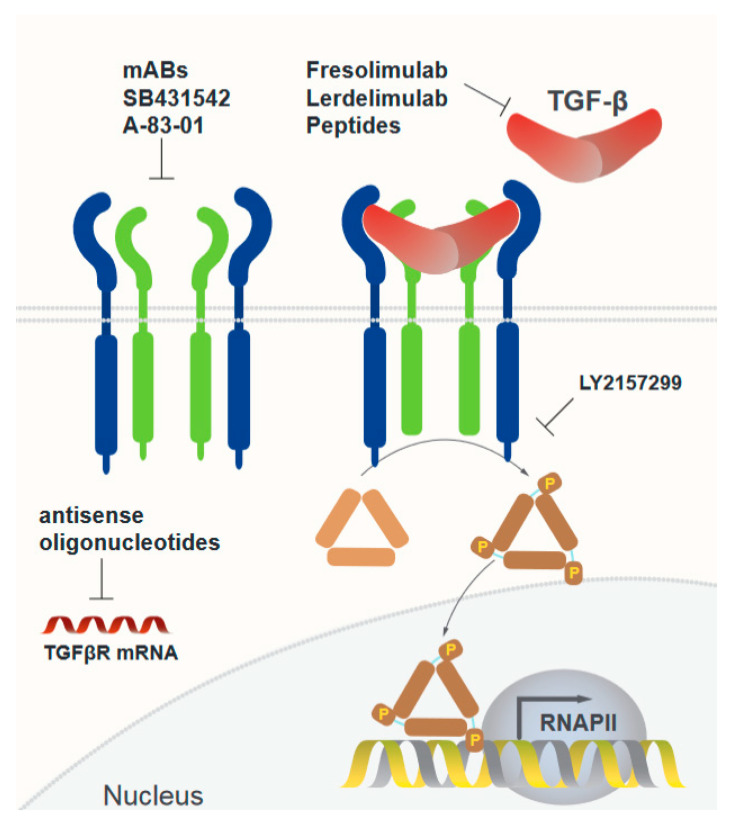 mABs
SB431542
A-83-01
Fresolimulab
Lerdelimulab
Peptides
TGF-β
LY2157299
P
P
P
antisense
oligonucleotides
TGFβR mRNA
P
P
P
RNAPII
Nucleus